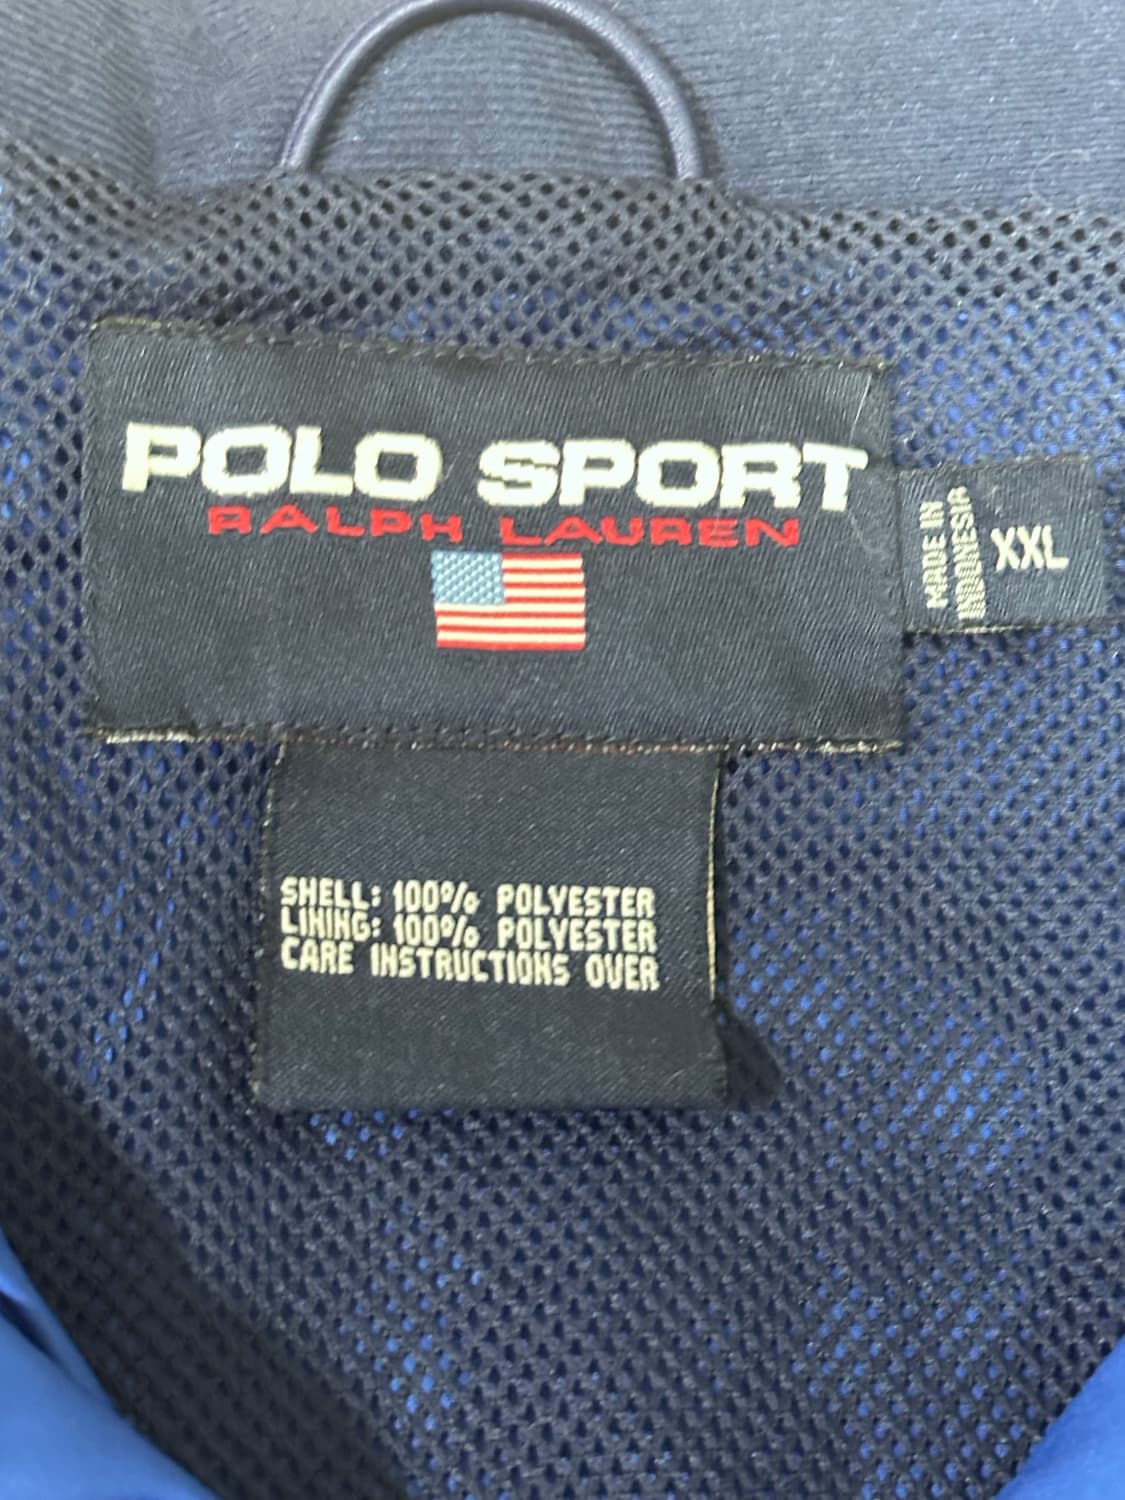 POLO SPORT
RALPH LAUREN
MADE IN
INDONESIA
XXL
SHELL: 100% POLYESTER
LINING: 100% POLYESTER
CARE INSTRUCTIONS OVER